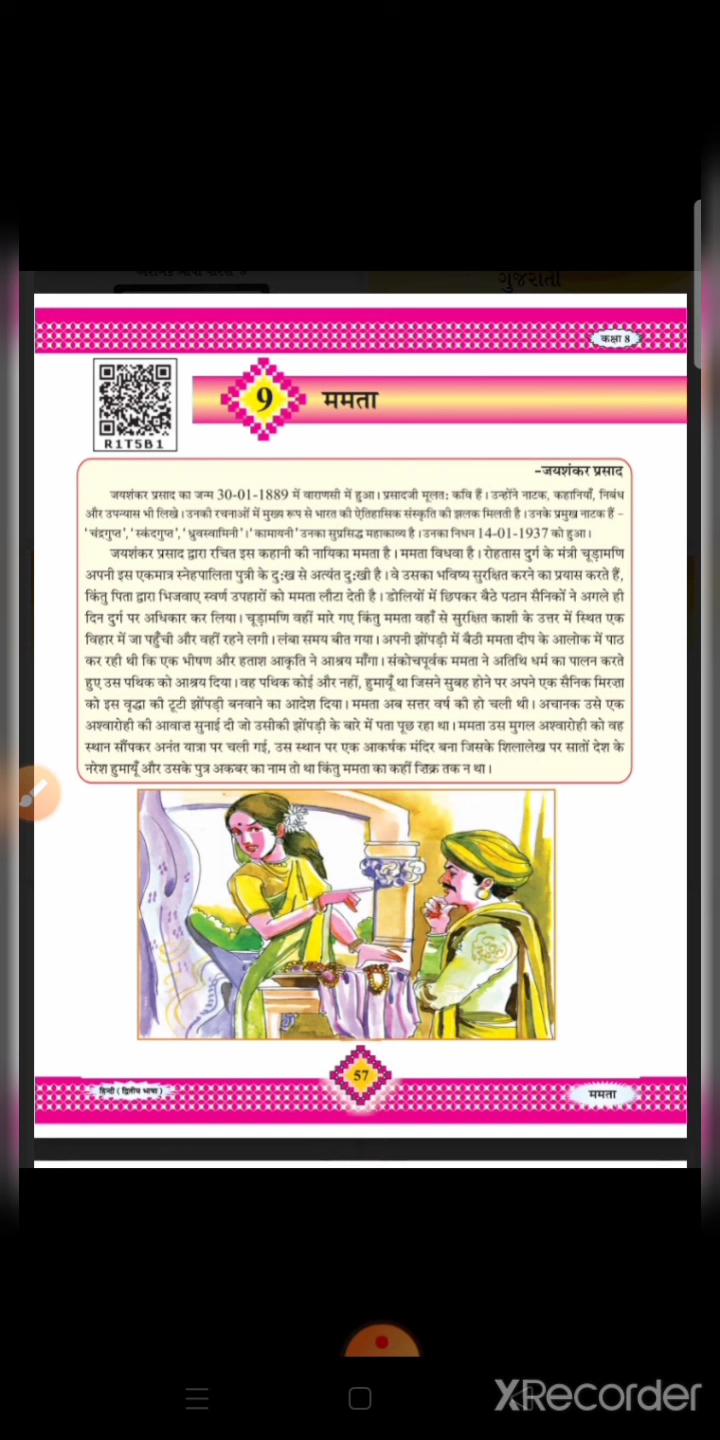 ગુજરાતી
कक्षा 8
R1T5B1
9 ममता
-जयशंकर प्रसाद
जयशंकर प्रसाद का जन्म 30-01-1889 में वाराणसी में हुआ। प्रसादजी मूलत: कवि हैं। उन्होंने नाटक, कहानियाँ, निबंध
और उपन्यास भी लिखे। उनकी रचनाओं में मुख्य रूप से भारत की ऐतिहासिक संस्कृति की झलक मिलती है। उनके प्रमुख नाटक हैं -
'चंद्रगुप्त', 'स्कंदगुप्त', 'ध्रुवस्वामिनी'। 'कामायनी' उनका सुप्रसिद्ध महाकाव्य है। उनका निधन 14-01-1937 को हुआ।
जयशंकर प्रसाद द्वारा रचित इस कहानी की नायिका ममता है। ममता विधवा है। रोहतास दुर्ग के मंत्री चूड़ामणि
अपनी इस एकमात्र स्नेहपालिता पुत्री के दु:ख से अत्यंत दु:खी है। वे उसका भविष्य सुरक्षित करने का प्रयास करते हैं,
किंतु पिता द्वारा भिजवाए स्वर्ण उपहारों को ममता लौटा देती है। डोलियों में छिपकर बैठे पठान सैनिकों ने अगले ही
दिन दुर्ग पर अधिकार कर लिया। चूड़ामणि वहीं मारे गए किंतु ममता वहाँ से सुरक्षित काशी के उत्तर में स्थित एक
विहार में जा पहुँची और वहीं रहने लगी। लंबा समय बीत गया। अपनी झोंपड़ी में बैठी ममता दीप के आलोक में पाठ
कर रही थी कि एक भीषण और हताश आकृति ने आश्रय माँगा। संकोचपूर्वक ममता ने अतिथि धर्म का पालन करते
हुए उस पथिक को आश्रय दिया। वह पथिक कोई और नहीं, हुमायूँ था जिसने सुबह होने पर अपने एक सैनिक मिरजा
को इस वृद्धा की टूटी झोंपड़ी बनवाने का आदेश दिया। ममता अब सत्तर वर्ष की हो चली थी। अचानक उसे एक
अश्वारोही की आवाज़ सुनाई दी जो उसीकी झोंपड़ी के बारे में पता पूछ रहा था। ममता उस मुगल अश्वारोही को वह
स्थान सौंपकर अनंत यात्रा पर चली गई, उस स्थान पर एक आकर्षक मंदिर बना जिसके शिलालेख पर सातों देश के
नरेश हुमायूँ और उसके पुत्र अकबर का नाम तो था किंतु ममता का कहीं ज़िक्र तक न था।
57
हिन्दी (द्वितीय भाषा)
ममता
XRecorder